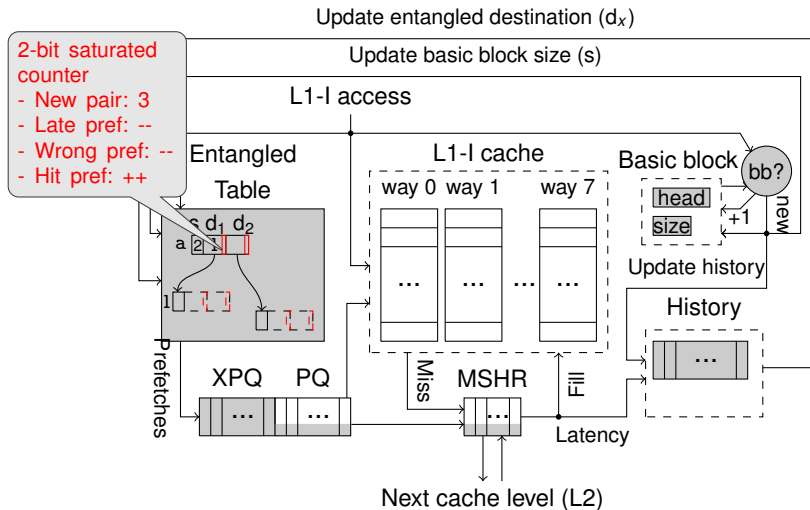 Update entangled destination (dx)
2-bit saturated
counter
- New pair: 3
- Late pref: --
- Wrong pref: --
- Hit pref: ++
Update basic block size (s)
L1-I access
Entangled
Table
L1-I cache
Basic block
bb?
way 0
way 1
way 7
head
size
+1
new
s d1 d2
a 2 1
l
...
Update history
History
...
Prefetches
XPQ
PQ
Miss
MSHR
Fill
Latency
Next cache level (L2)